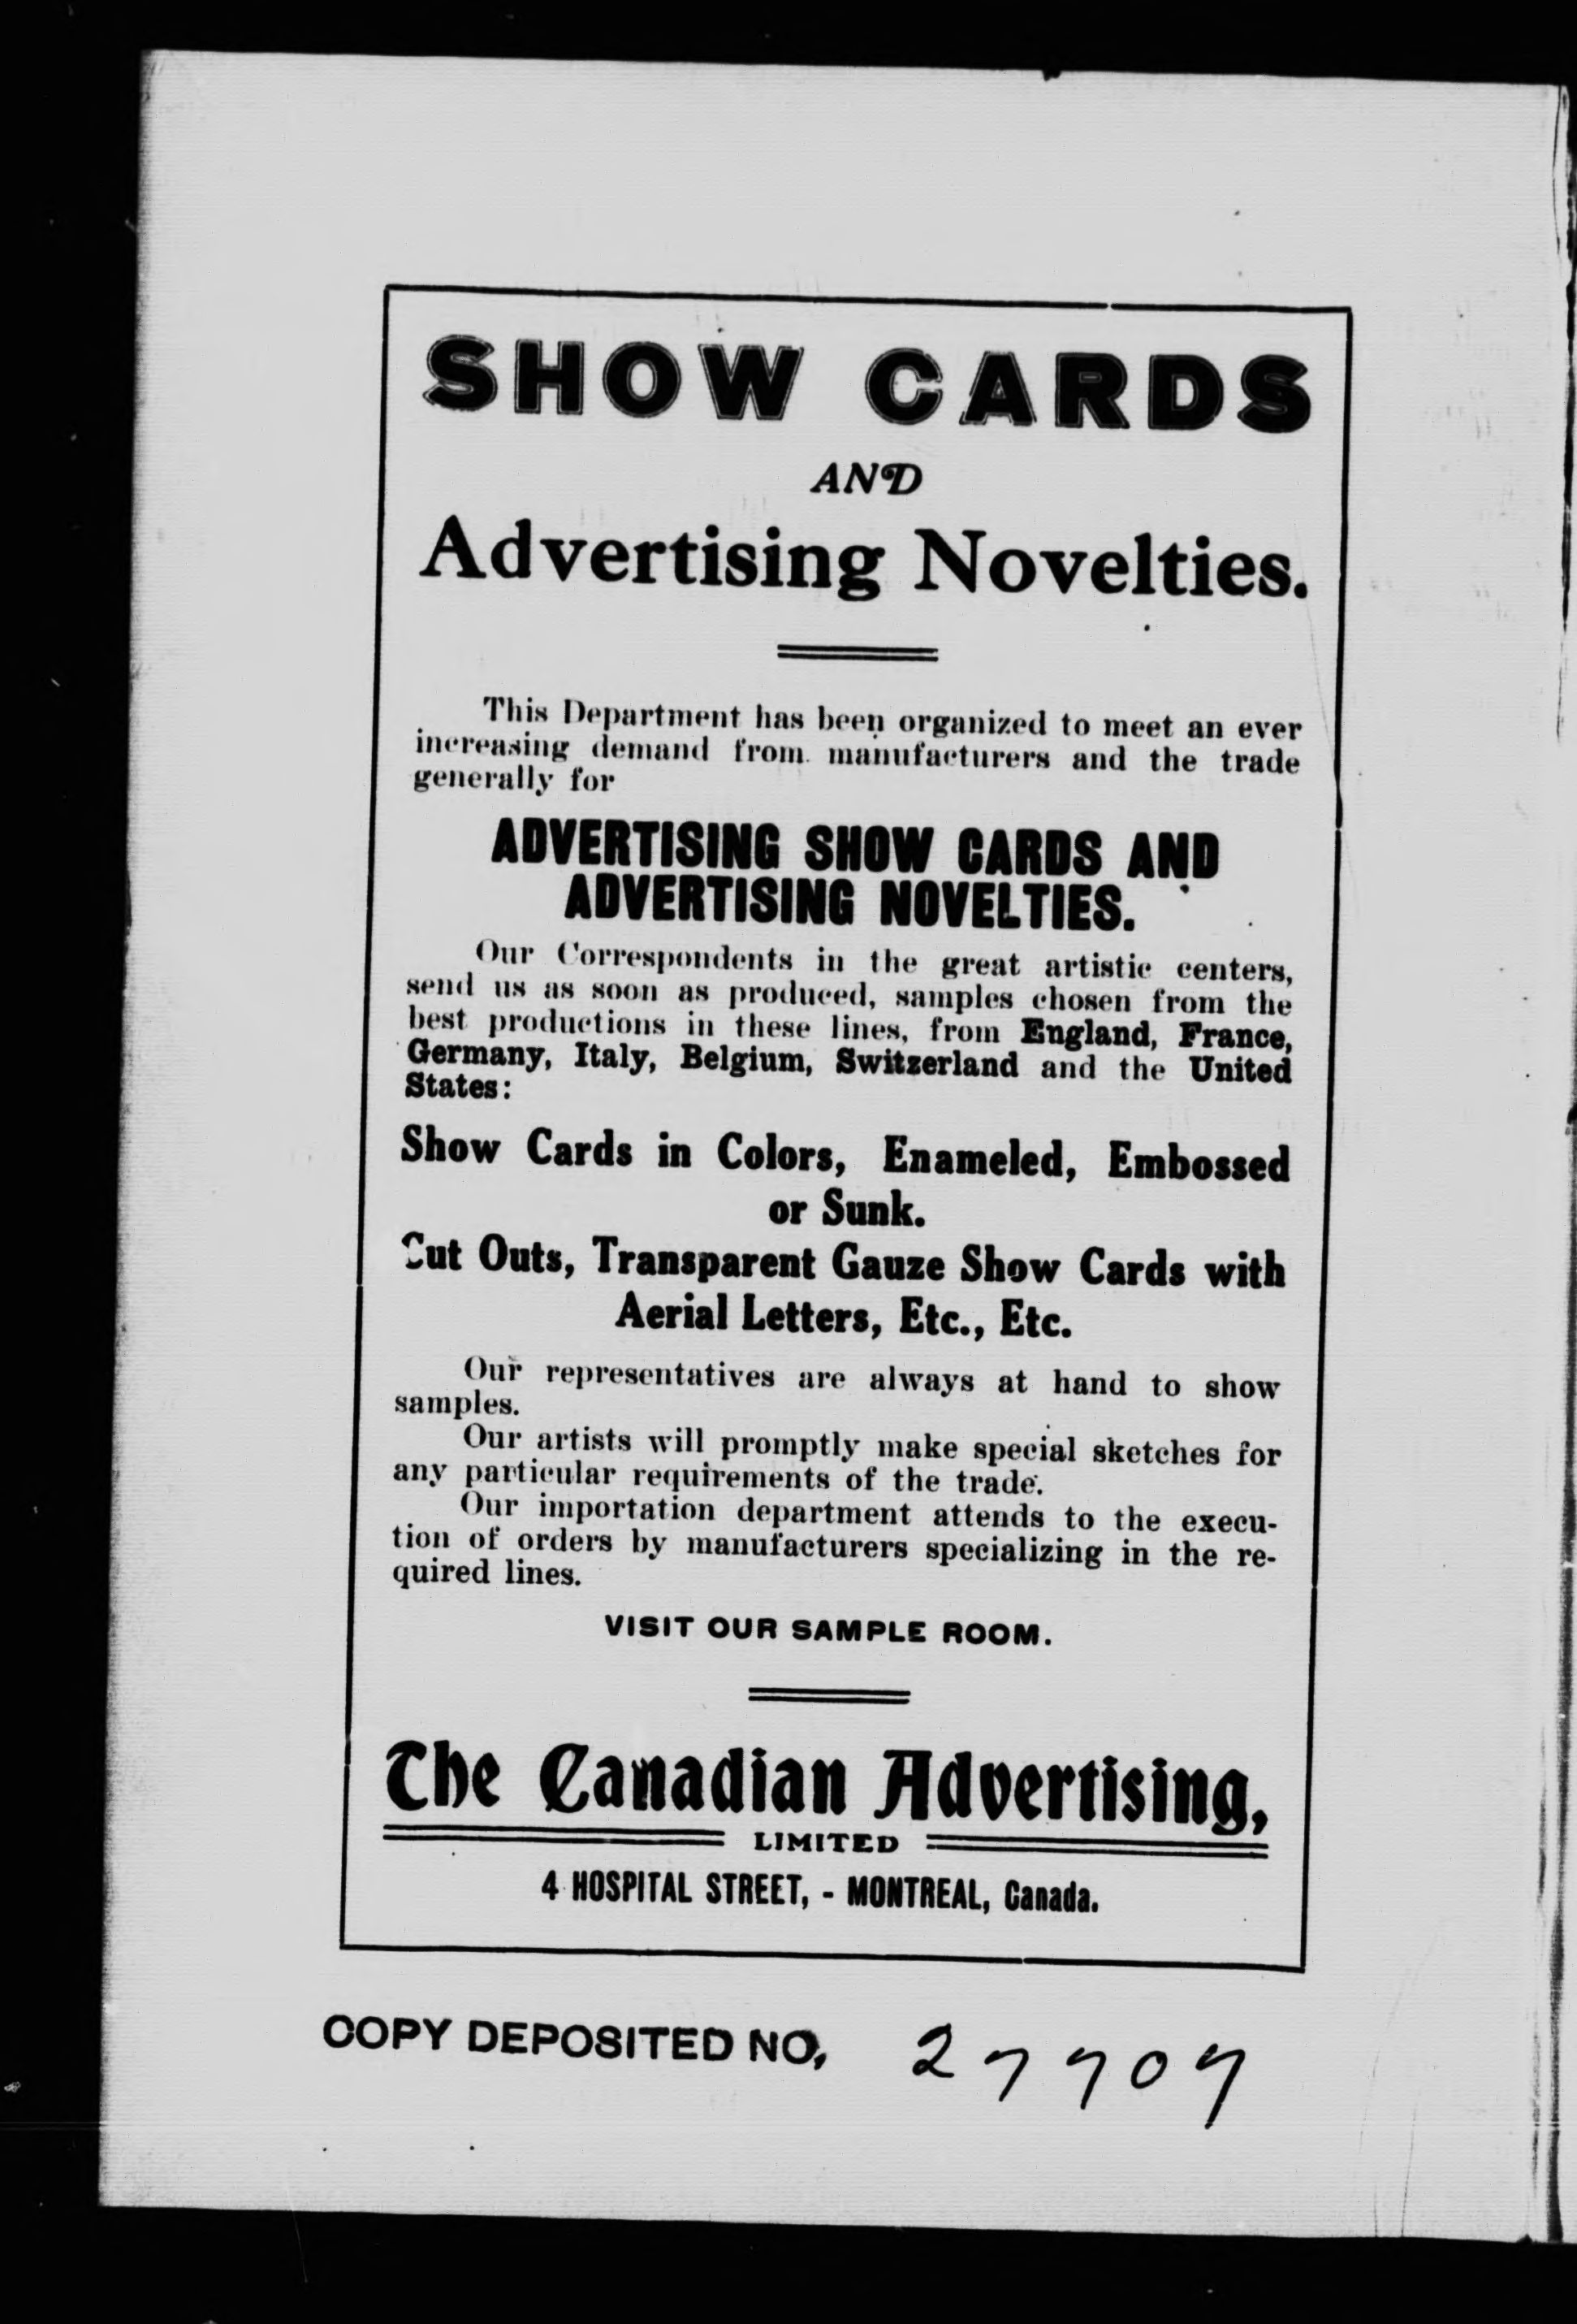 SHOW CARDS
AND
Advertising Novelties.
This Department has been organized to meet an ever
increasing demand from manufacturers and the trade
generally for
ADVERTISING SHOW CARDS AND
ADVERTISING NOVELTIES.
Our Correspondents in the great artistic centers,
send us as soon as produced, samples chosen from the
best productions in these lines, from England, France,
Germany, Italy, Belgium, Switzerland and the United
States:
Show Cards in Colors, Enameled, Embossed
or Sunk.
Cut Outs, Transparent Gauze Show Cards with
Aerial Letters, Etc., Etc.
Our representatives are always at hand to show
samples.
Our artists will promptly make special sketches for
any particular requirements of the trade.
Our importation department attends to the execu-
tion of orders by manufacturers specializing in the re-
quired lines.
VISIT OUR SAMPLE ROOM.
The Canadian Advertising,
LIMITED
4 HOSPITAL STREET, - MONTREAL, Canada.
COPY DEPOSITED NO, 27707